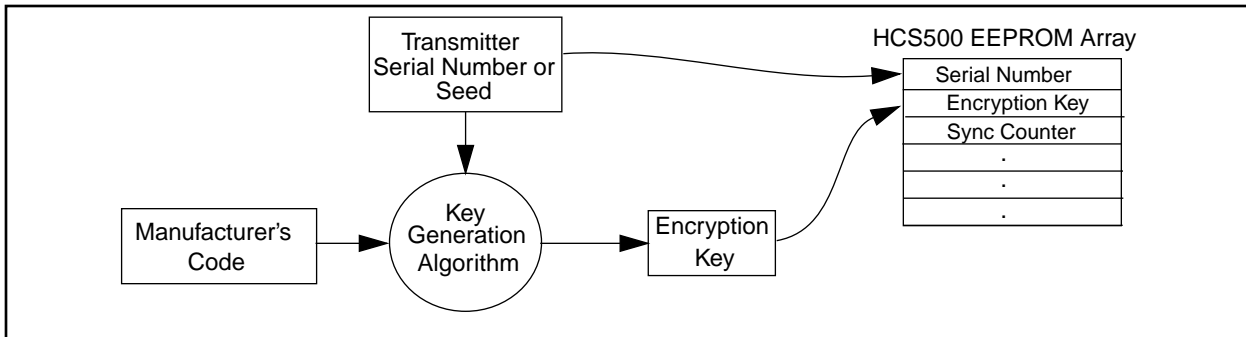 Transmitter
Serial Number or
Seed
HCS500 EEPROM Array
Serial Number
Encryption Key
Sync Counter
.
.
.
Manufacturer's
Code
Key
Generation
Algorithm
Encryption
Key